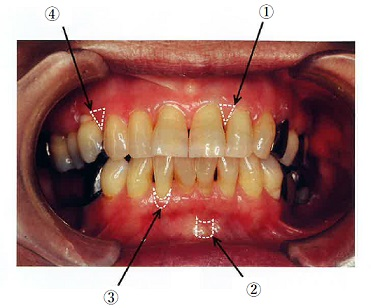 ④ ①
③ ②